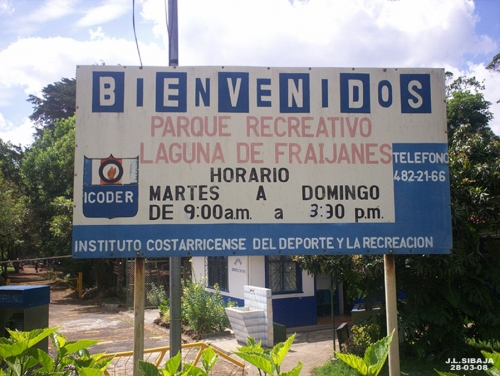 BIENVENIDOS
PARQUE RECREATIVO
LAGUNA DE FRAIJANES
TELEFONO
482-21-66
HORARIO
ICODER
MARTES A DOMINGO
DE 9:00a.m. a 3:30 p.m.
INSTITUTO COSTARRICENSE DEL DEPORTE Y LA RECREACION
J.L.SIBAJA
28-03-08